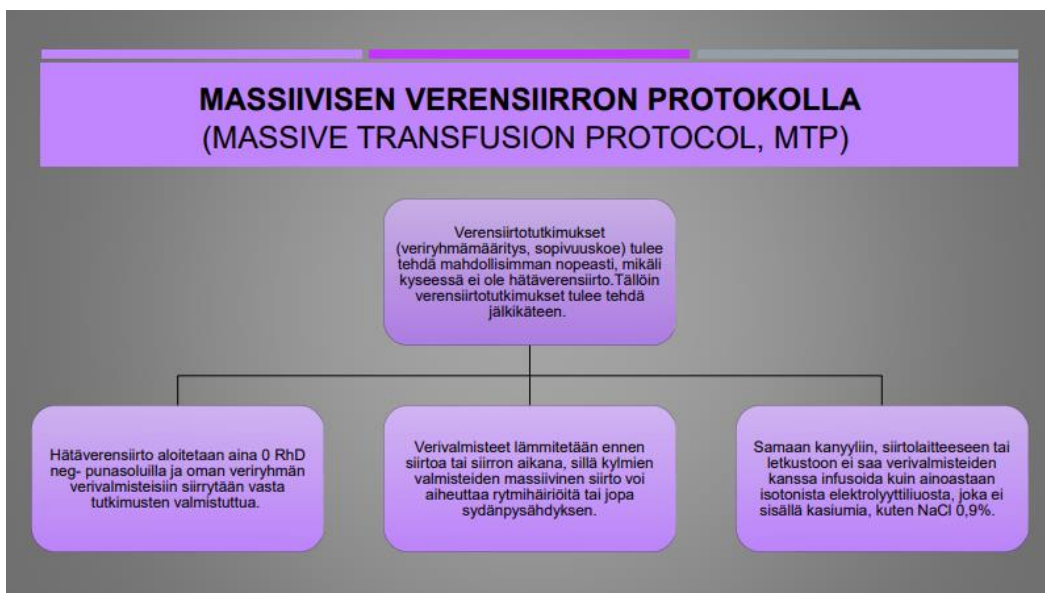 MASSIIVISEN VERENSIIRRON PROTOKOLLA
(MASSIVE TRANSFUSION PROTOCOL, MTP)
Verensiirtotutkimukset
(veriryhmämääritys, sopivuuskoe) tulee
tehdä mahdollisimman nopeasti, mikäli
kyseessä ei ole hätäverensiirto.Tällöin
verensiirtotutkimukset tulee tehdä
jälkikäteen.
Hätäverensiirto aloitetaan aina 0 RhD
neg- punasoluilla ja oman veriryhmän
verivalmisteisiin siirrytään vasta
tutkimusten valmistuttua.
Verivalmisteet lämmitetään ennen
siirtoa tai siirron aikana, sillä kylmien
valmisteiden massiivinen siirto voi
aiheuttaa rytmihäiriöitä tai jopa
sydänpysähdyksen.
Samaan kanyyliin, siirtolaitteeseen tai
letkustoon ei saa verivalmisteiden
kanssa infusoida kuin ainoastaan
isotonista elektrolyyttiliuosta, joka ei
sisällä kasiumia, kuten NaCl 0,9%.